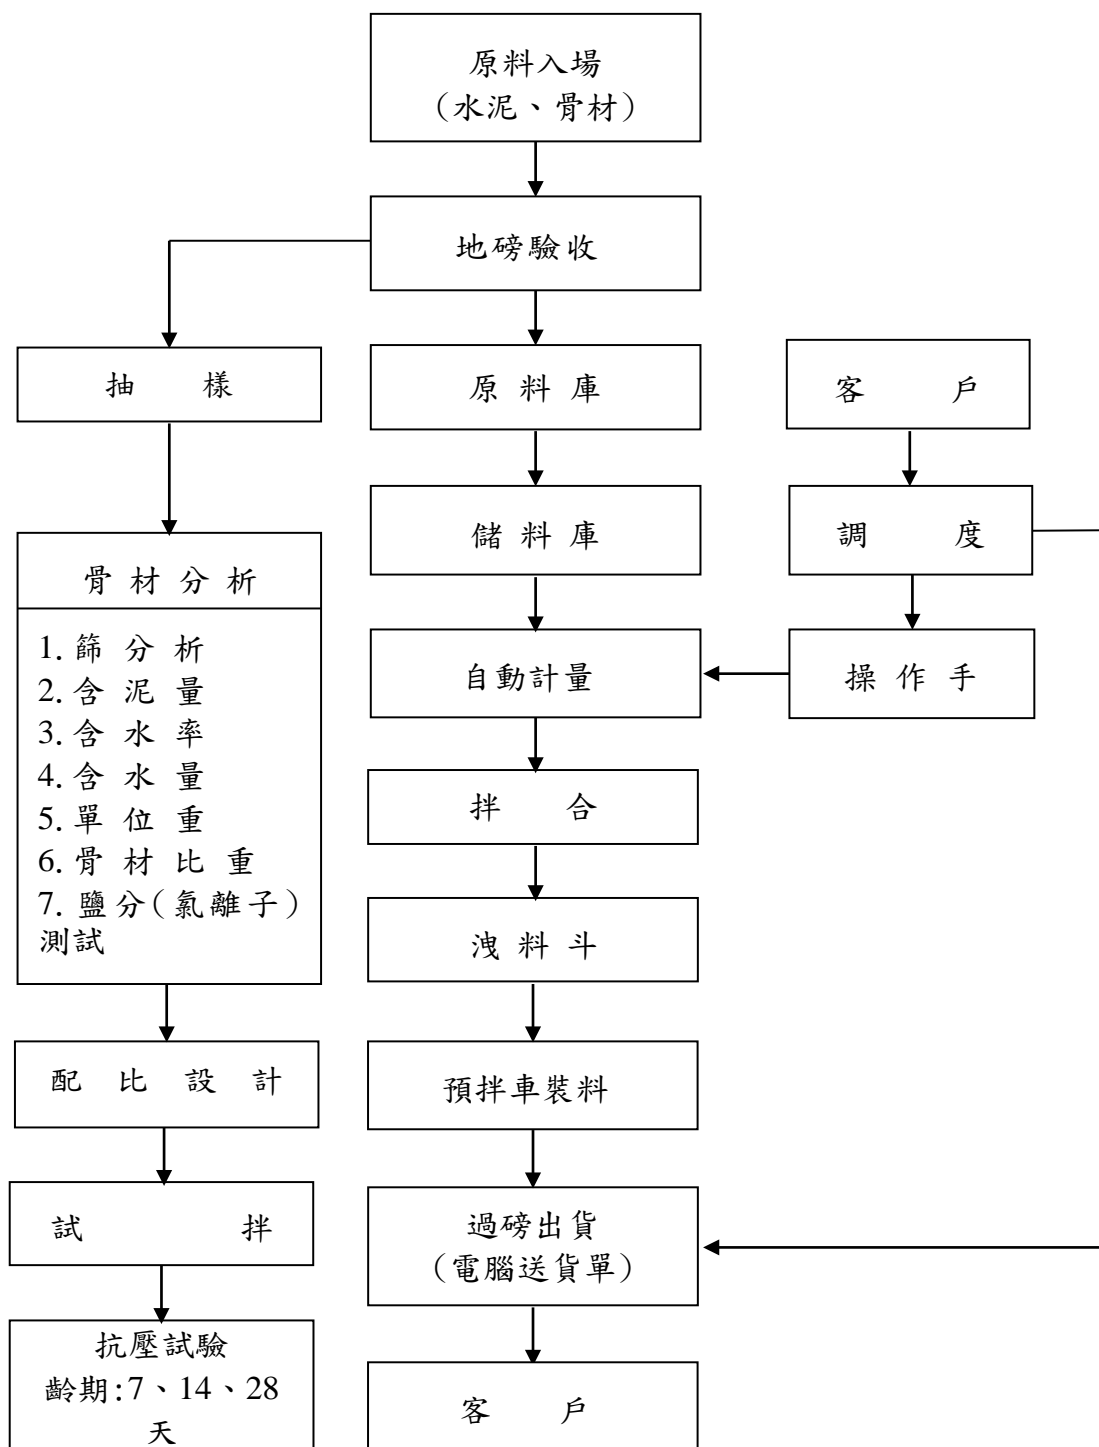 原料入場
（水泥、骨材）
地磅驗收
抽 樣
原 料 庫
客 戶
儲 料 庫
調 度
骨 材 分 析
1. 篩 分 析
2. 含 泥 量
3. 含 水 率
4. 含 水 量
5. 單 位 重
6. 骨 材 比 重
7. 鹽分（氯離子）
測試
自動計量
操 作 手
拌 合
洩 料 斗
配 比 設 計
預拌車裝料
試 拌
過磅出貨
（電腦送貨單）
抗壓試驗
齡期:7、14、28
天
客 戶